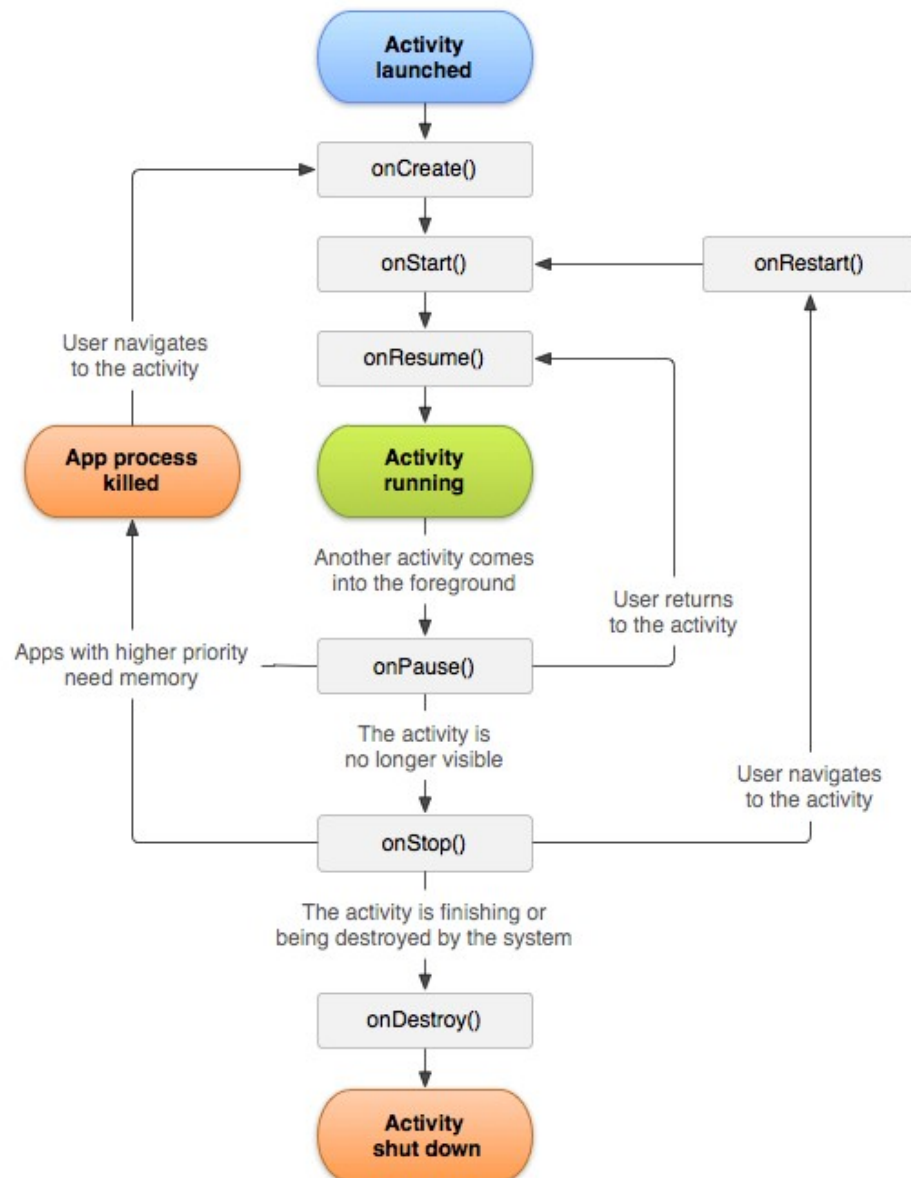 Activity
launched
onCreate()
onStart()
onRestart()
onResume()
User navigates
to the activity
App process
killed
Activity
running
Another activity comes
into the foreground
User returns
to the activity
Apps with higher priority
need memory
onPause()
The activity is
no longer visible
User navigates
to the activity
onStop()
The activity is finishing or
being destroyed by the system
onDestroy()
Activity
shut down